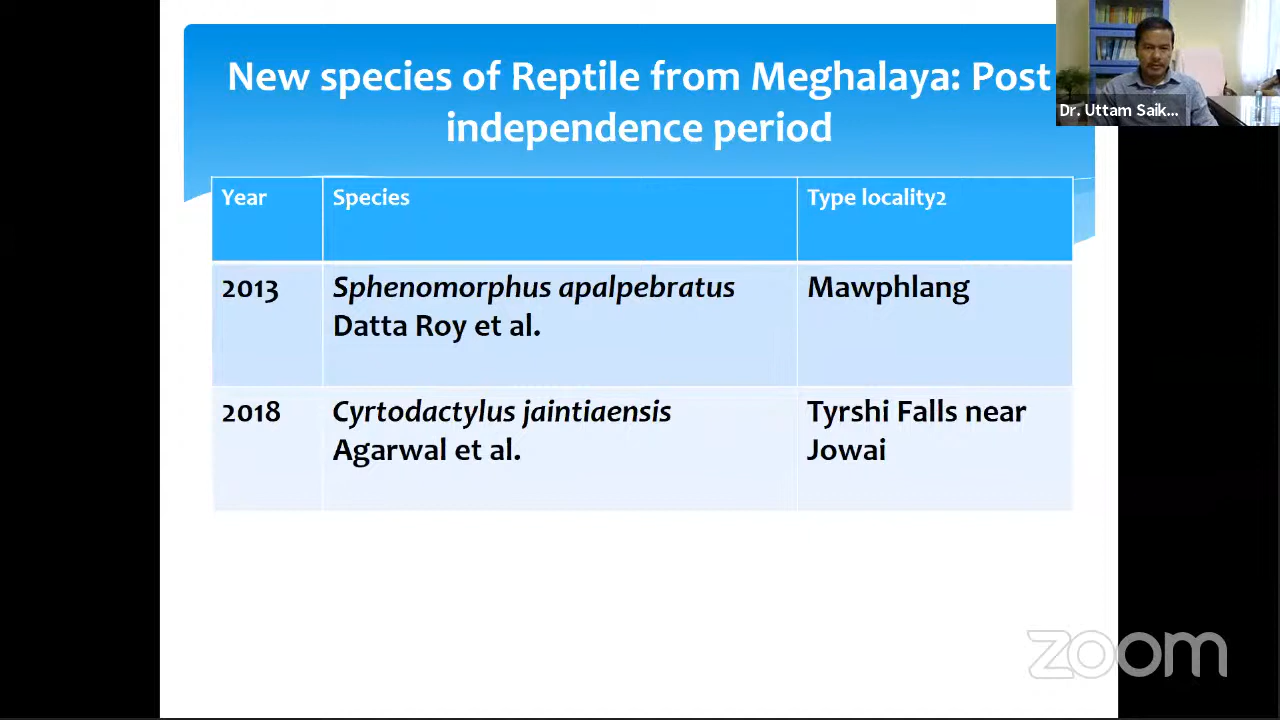 New species of Reptile from Meghalaya: Post
independence period
Dr. Uttam Saik...
Year Species Type locality2
2013 Sphenomorphus apalpebratus Mawphlang
Datta Roy et al.
2018 Cyrtodactylus jaintiaensis Tyrshi Falls near
Agarwal et al. Jowai
zoom